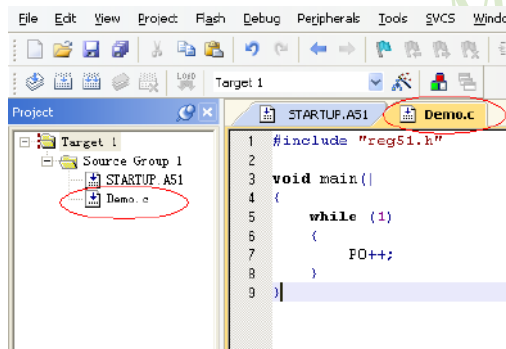 File Edit View Project Flash Debug Peripherals Tools SVCS
LOAD Target 1
Project
STARTUP.A51 Demo.c
Target 1
Source Group 1
STARTUP.A51
Demo.c
1 #include "reg51.h"
2
3 void main(
4 {
5 while (1)
6 {
7 P0++;
8 }
9 }